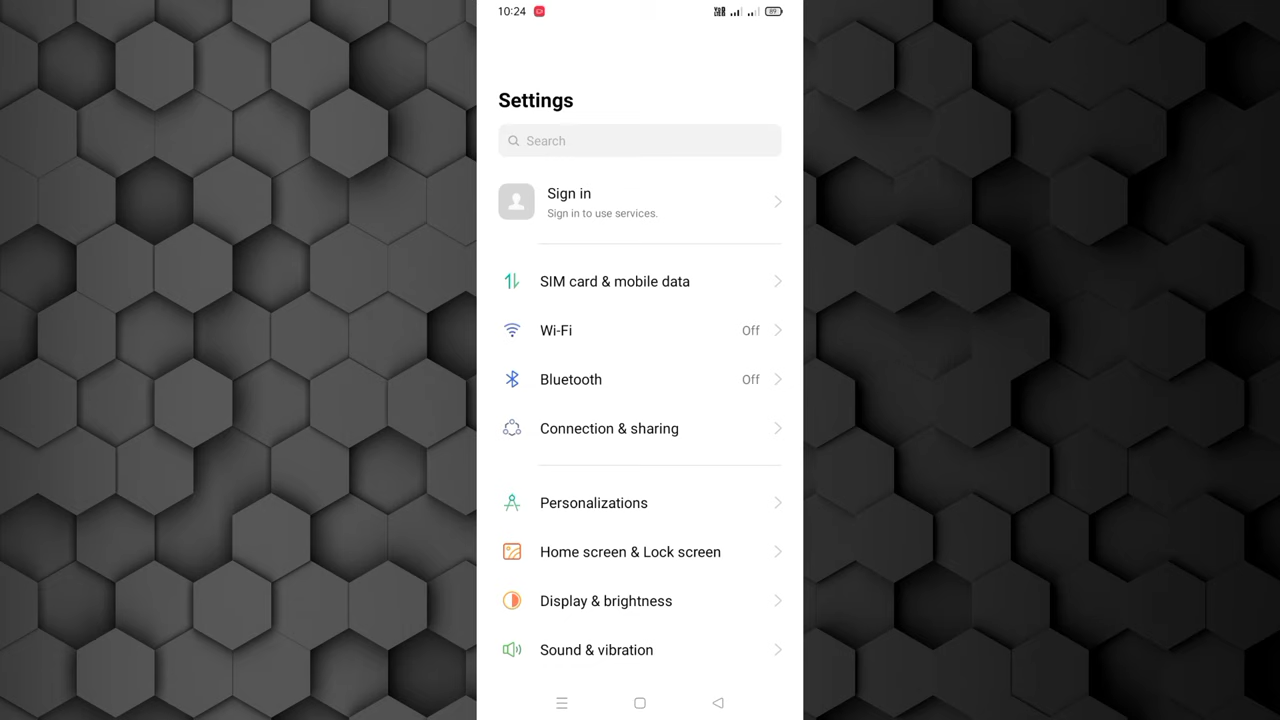 10:24
89
Settings
Search
Sign in
Sign in to use services.
SIM card & mobile data
Wi-Fi Off
Bluetooth Off
Connection & sharing
Personalizations
Home screen & Lock screen
Display & brightness
Sound & vibration